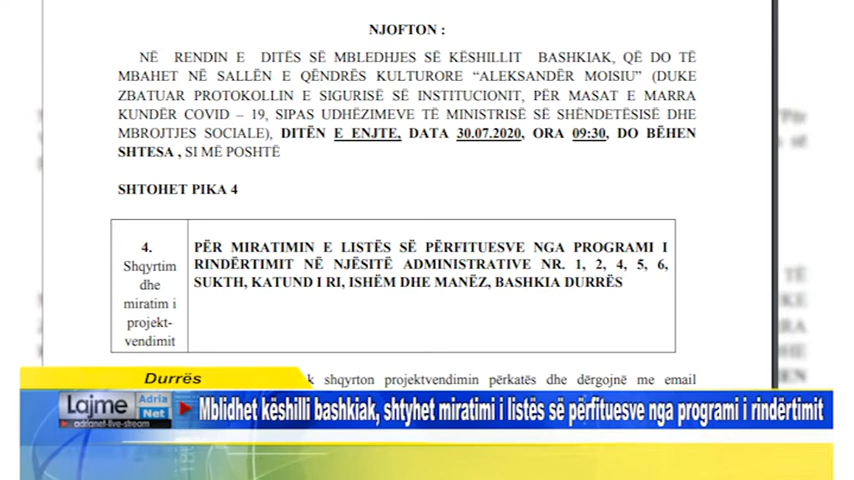 NJOFTON :
NË RENDIN E DITËS SË MBLEDHJES SË KËSHILLIT BASHKIAK, QË DO TË
MBAHET NË SALLËN E QËNDRËS KULTURORE “ALEKSANDËR MOISIU” (DUKE
ZBATUAR PROTOKOLLIN E SIGURISË SË INSTITUCIONIT, PËR MASAT E MARRA
KUNDËR COVID – 19, SIPAS UDHËZIMEVE TË MINISTRISË SË SHËNDETËSISË DHE
MBROJTJES SOCIALE), DITËN E ENJTE, DATA 30.07.2020, ORA 09:30, DO BËHEN
SHTESA , SI MË POSHTË
SHTOHET PIKA 4
4.
Shqyrtim
dhe
miratim i
projekt-
vendimit
PËR MIRATIMIN E LISTËS SË PËRFITUESVE NGA PROGRAMI I
RINDËRTIMIT NË NJËSITË ADMINISTRATIVE NR. 1, 2, 4, 5, 6,
SUKTH, KATUND I RI, ISHËM DHE MANËZ, BASHKIA DURRËS
k shqyrton projektvendimin përkatës dhe dërgojnë me email
Durrës
Lajme Adria Net
adrianet-live-stream
Mblidhet këshilli bashkiak, shtyhet miratimi i listës së përfituesve nga programi i rindërtimit